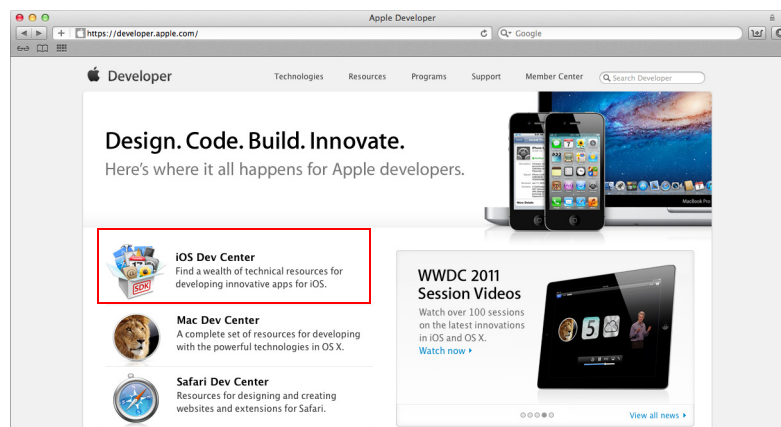 Apple Developer
https://developer.apple.com/
Google
Developer
Technologies
Resources
Programs
Support
Member Center
Search Developer
Design. Code. Build. Innovate.
Here's where it all happens for Apple developers.
MacBook Pro
iOS Dev Center
Find a wealth of technical resources for
developing innovative apps for iOS.
SDK
Mac Dev Center
A complete set of resources for developing
with the powerful technologies in OS X.
Safari Dev Center
Resources for designing and creating
websites and extensions for Safari.
WWDC 2011
Session Videos
Watch over 100 sessions
on the latest innovations
in iOS and OS X.
Watch now
5
View all news